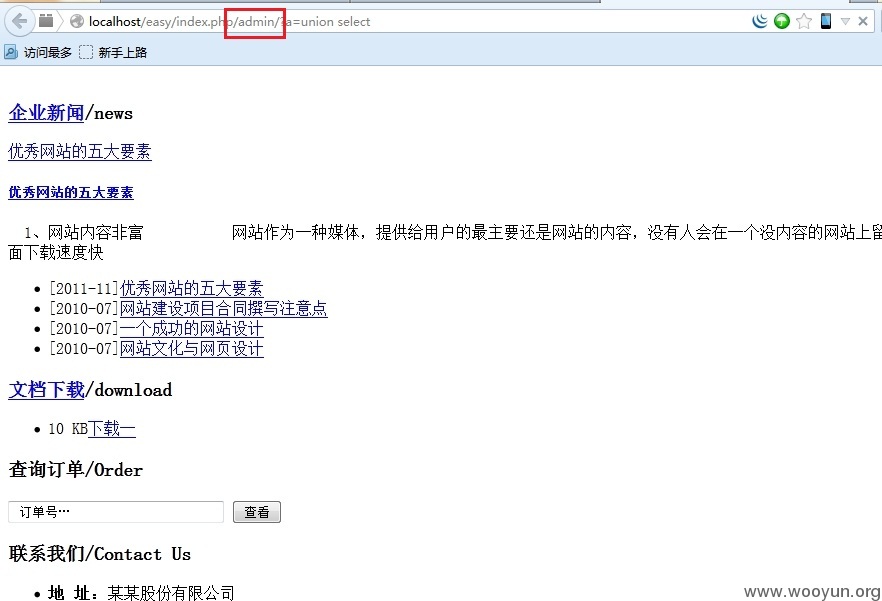 localhost/easy/index.php/admin/?a=union select
访问最多 新手上路
企业新闻/news
优秀网站的五大要素
优秀网站的五大要素
1、网站内容非富 网站作为一种媒体，提供给用户的最主要还是网站的内容，没有人会在一个没内容的网站上留
面下载速度快
[2011-11]优秀网站的五大要素
[2010-07]网站建设项目合同撰写注意点
[2010-07]一个成功的网站设计
[2010-07]网站文化与网页设计
文档下载/download
10 KB下载一
查询订单/Order
订单号… 查看
联系我们/Contact Us
地 址：某某股份有限公司
www.wooyun.org